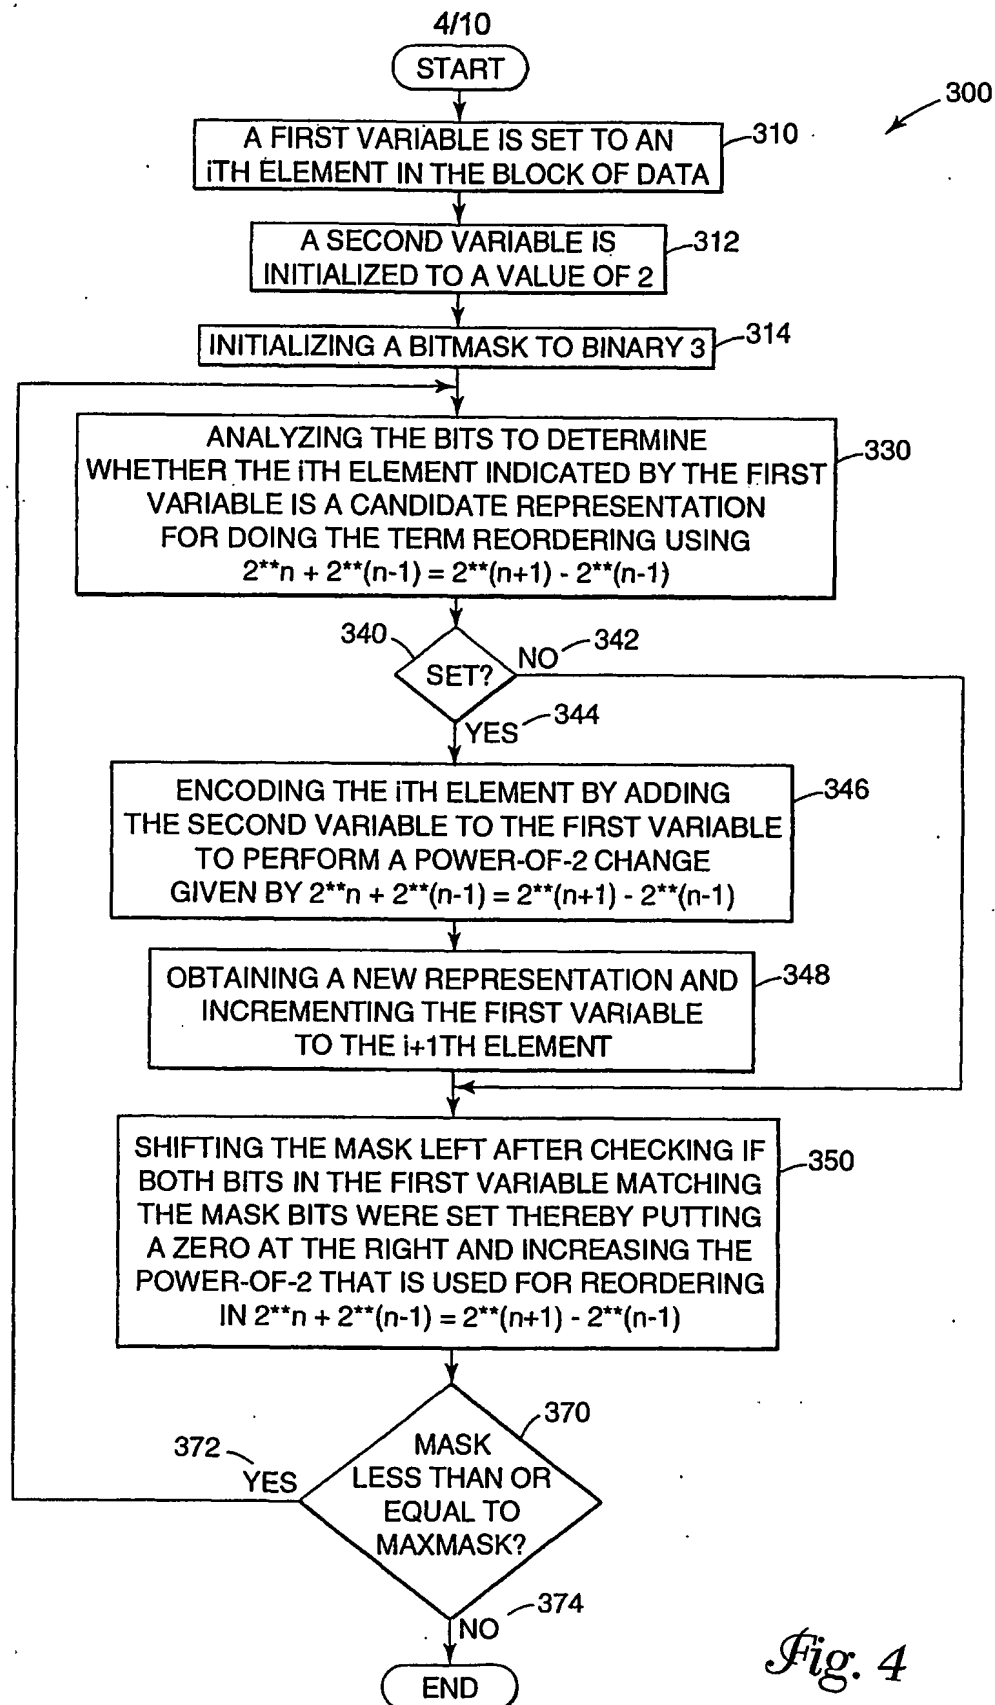 4/10
START
300
A FIRST VARIABLE IS SET TO AN
iTH ELEMENT IN THE BLOCK OF DATA
310
A SECOND VARIABLE IS
INITIALIZED TO A VALUE OF 2
312
INITIALIZING A BITMASK TO BINARY 3
314
ANALYZING THE BITS TO DETERMINE
WHETHER THE iTH ELEMENT INDICATED BY THE FIRST
VARIABLE IS A CANDIDATE REPRESENTATION
FOR DOING THE TERM REORDERING USING
2**n + 2**(n-1) = 2**(n+1) - 2**(n-1)
330
340
SET?
NO
342
YES
344
ENCODING THE iTH ELEMENT BY ADDING
THE SECOND VARIABLE TO THE FIRST VARIABLE
TO PERFORM A POWER-OF-2 CHANGE
GIVEN BY 2**n + 2**(n-1) = 2**(n+1) - 2**(n-1)
346
OBTAINING A NEW REPRESENTATION AND
INCREMENTING THE FIRST VARIABLE
TO THE i+1TH ELEMENT
348
SHIFTING THE MASK LEFT AFTER CHECKING IF
BOTH BITS IN THE FIRST VARIABLE MATCHING
THE MASK BITS WERE SET THEREBY PUTTING
A ZERO AT THE RIGHT AND INCREASING THE
POWER-OF-2 THAT IS USED FOR REORDERING
IN 2**n + 2**(n-1) = 2**(n+1) - 2**(n-1)
350
370
MASK
LESS THAN OR
EQUAL TO
MAXMASK?
372
YES
374
NO
END
Fig. 4